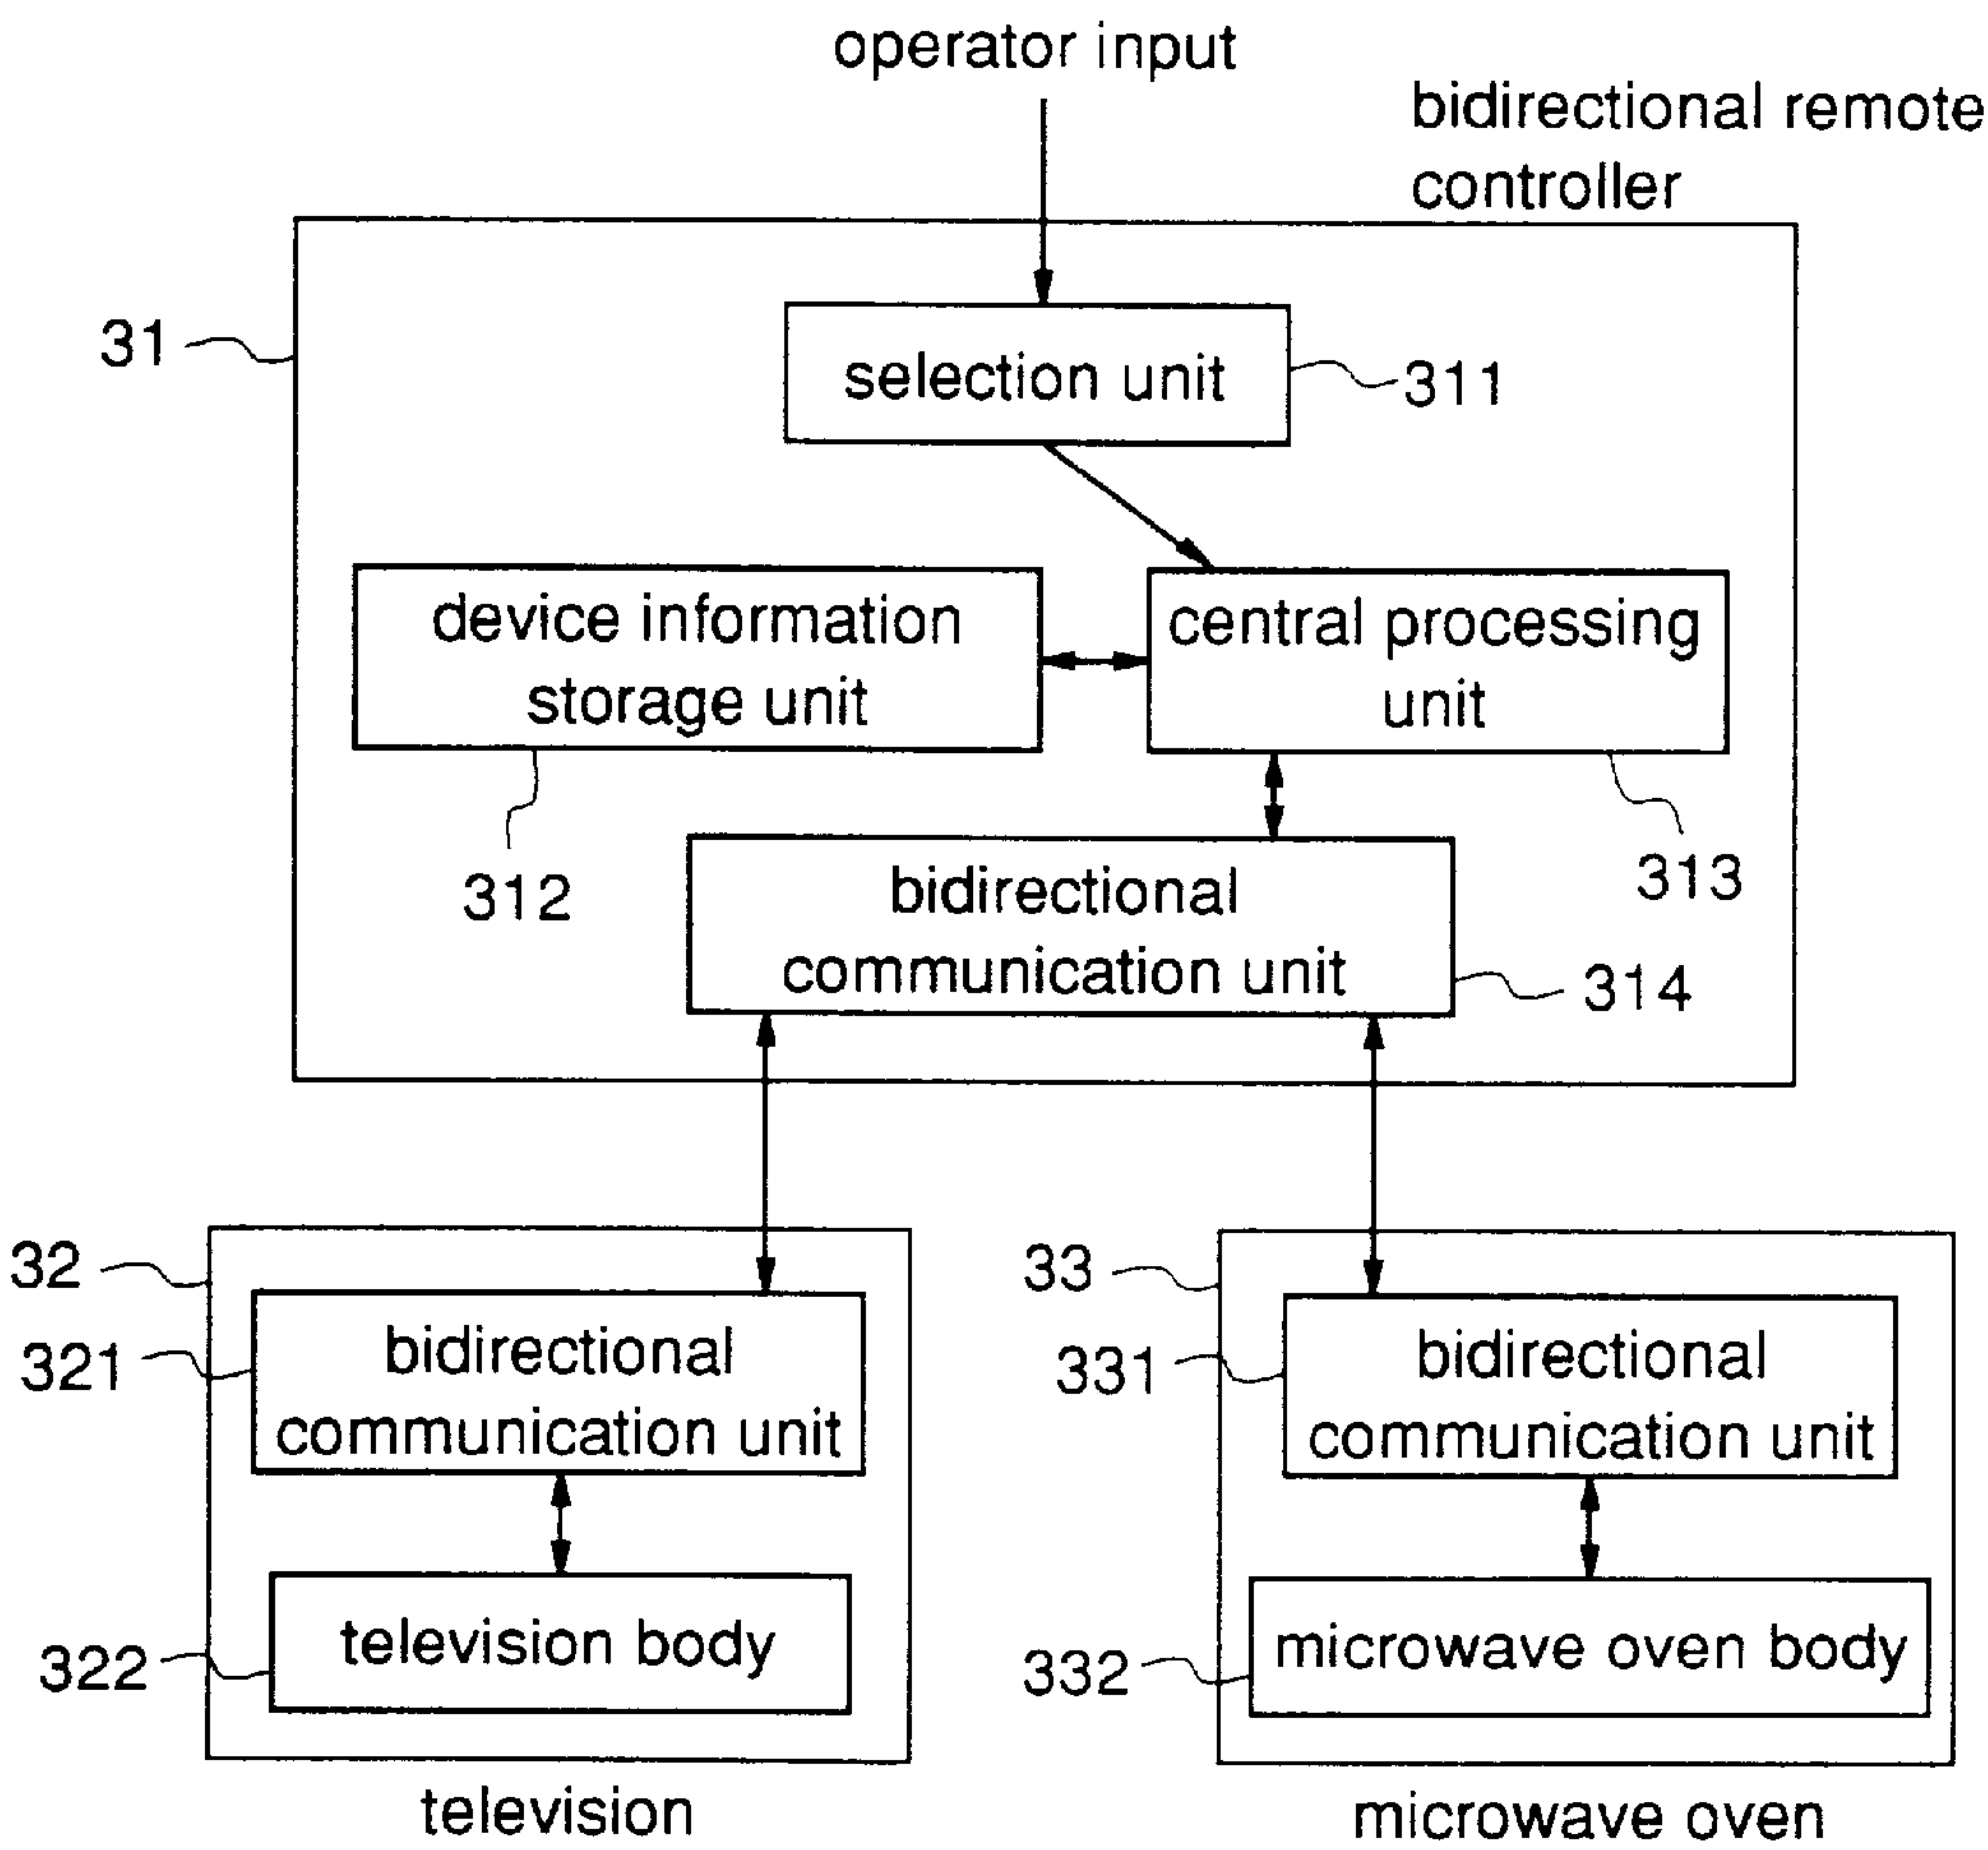 operator input
bidirectional remote
controller
31
selection unit
311
device information
storage unit
central processing
unit
312
313
bidirectional
communication unit
314
32
321
bidirectional
communication unit
322
television body
television
33
331
bidirectional
communication unit
332
microwave oven body
microwave oven